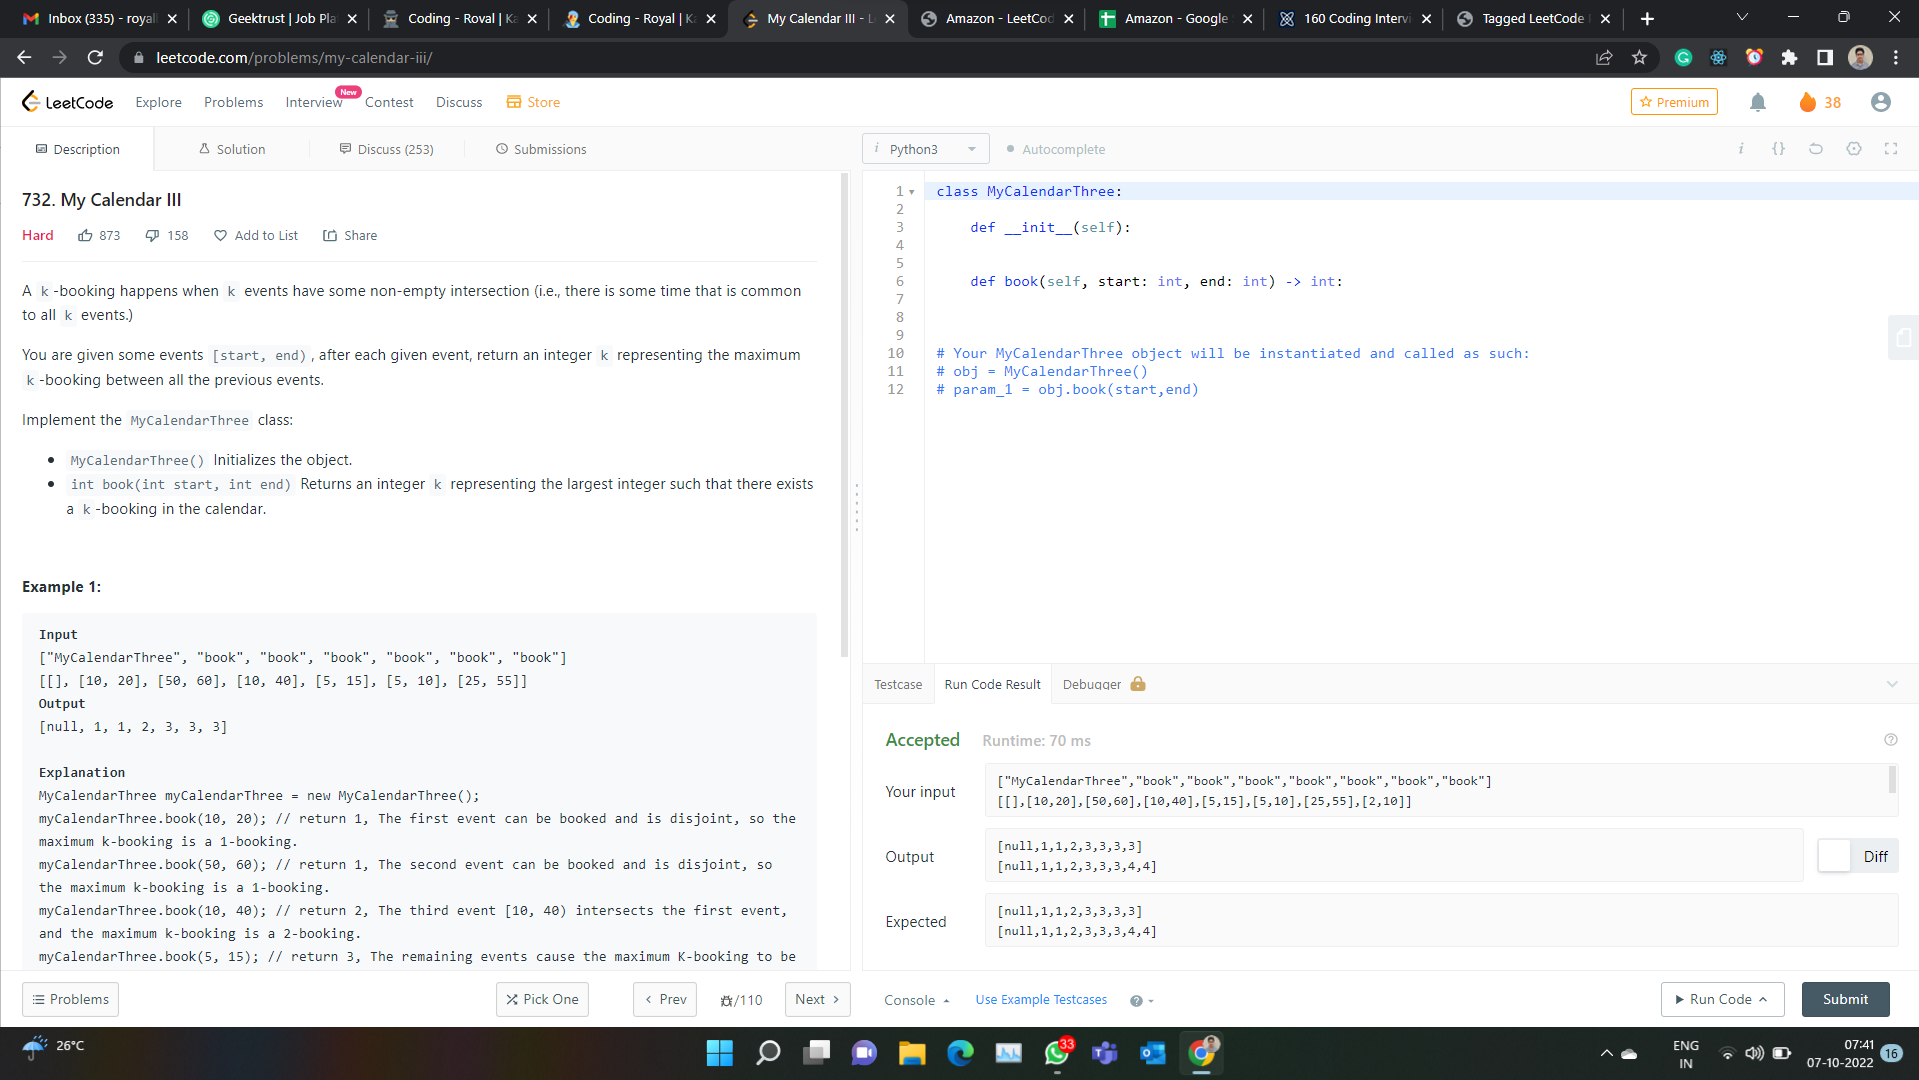 Inbox (335) - royal
Geektrust | Job Pla
Coding - Roval | Ka
Coding - Royal | Ka
My Calendar III - L
Amazon - LeetCod
Amazon - Google
160 Coding Intervi
Tagged LeetCode
leetcode.com/problems/my-calendar-iii/
LeetCode
Explore
Problems
Interview
New
Contest
Discuss
Store
Premium
38
Description
Solution
Discuss (253)
Submissions
Python3
Autocomplete
732. My Calendar III
Hard
873
158
Add to List
Share
A k-booking happens when k events have some non-empty intersection (i.e., there is some time that is common
to all k events.)
You are given some events [start, end), after each given event, return an integer k representing the maximum
k-booking between all the previous events.
Implement the MyCalendarThree class:
• MyCalendarThree() Initializes the object.
• int book(int start, int end) Returns an integer k representing the largest integer such that there exists
a k-booking in the calendar.
Example 1:
Input
["MyCalendarThree", "book", "book", "book", "book", "book", "book"]
[[], [10, 20], [50, 60], [10, 40], [5, 15], [5, 10], [25, 55]]
Output
[null, 1, 1, 2, 3, 3, 3]
Explanation
MyCalendarThree myCalendarThree = new MyCalendarThree();
myCalendarThree.book(10, 20); // return 1, The first event can be booked and is disjoint, so the
maximum k-booking is a 1-booking.
myCalendarThree.book(50, 60); // return 1, The second event can be booked and is disjoint, so
the maximum k-booking is a 1-booking.
myCalendarThree.book(10, 40); // return 2, The third event [10, 40) intersects the first event,
and the maximum k-booking is a 2-booking.
myCalendarThree.book(5, 15); // return 3, The remaining events cause the maximum K-booking to be
1 class MyCalendarThree:
2
3 def __init__(self):
4
5
6 def book(self, start: int, end: int) -> int:
7
8
9
10 # Your MyCalendarThree object will be instantiated and called as such:
11 # obj = MyCalendarThree()
12 # param_1 = obj.book(start,end)
Testcase
Run Code Result
Debugger
Accepted
Runtime: 70 ms
Your input
["MyCalendarThree","book","book","book","book","book","book","book"]
[[],[10,20],[50,60],[10,40],[5,15],[5,10],[25,55],[2,10]]
Output
[null,1,1,2,3,3,3,3]
[null,1,1,2,3,3,3,4,4]
Diff
Expected
[null,1,1,2,3,3,3,3]
[null,1,1,2,3,3,3,4,4]
Problems
Pick One
Prev
/110
Next
Console
Use Example Testcases
Run Code
Submit
26°C
33
ENG
IN
07:41
07-10-2022
16